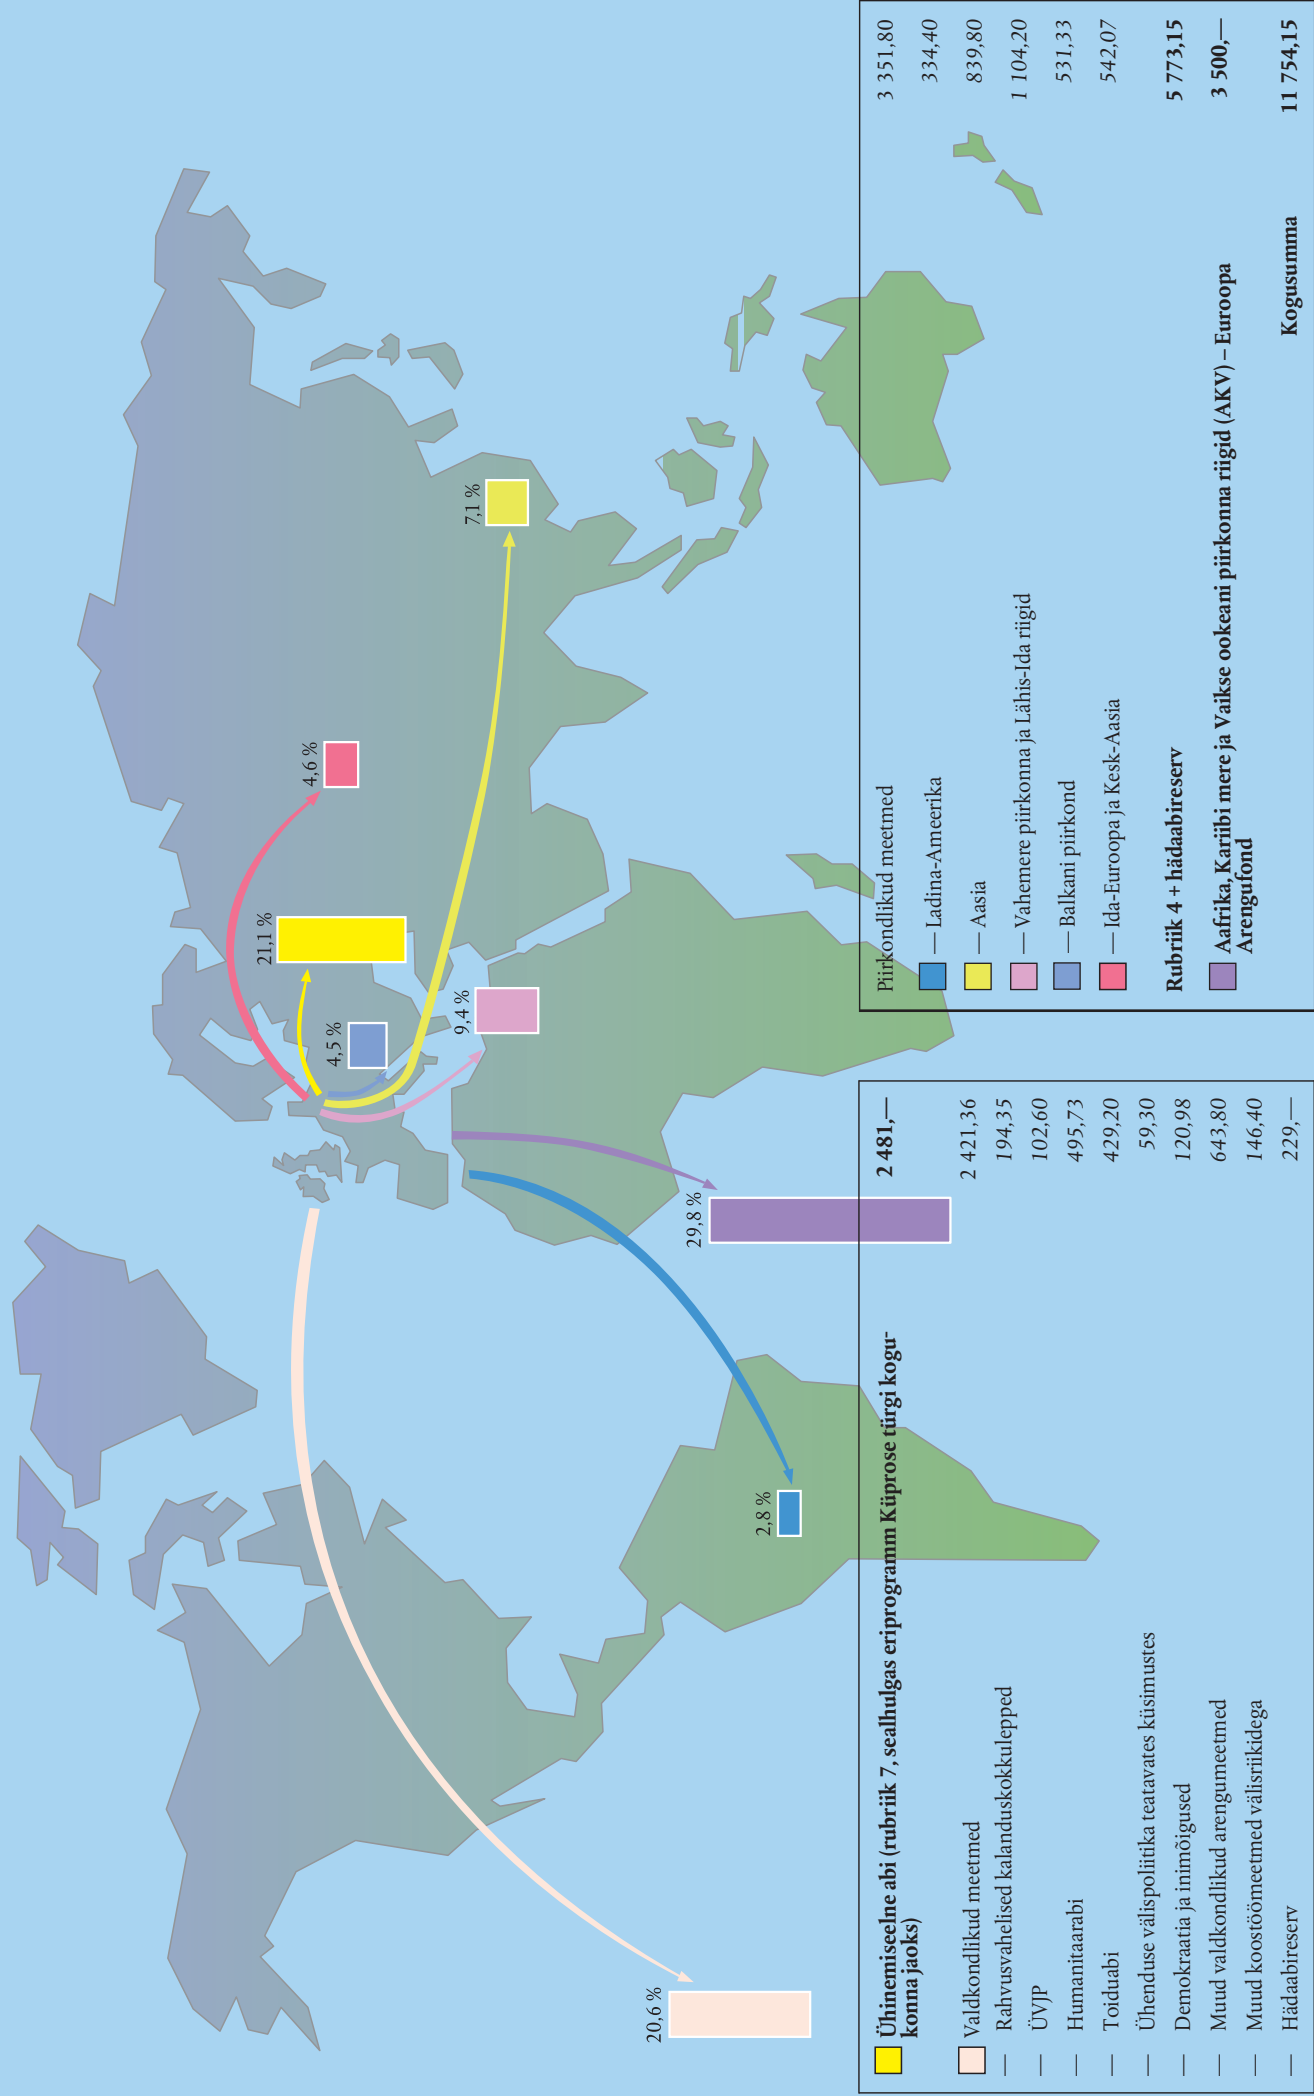 20,6 %
2,8 %
29,8 %
9,4 %
4,5 %
21,1 %
4,6 %
7,1 %
Ühinemiseelne abi (rubriik 7, sealhulgas eriprogramm Küprose türgi kogu- 2 481,—
konna jaoks)
Valdkondlikud meetmed 2 421,36
— Rahvusvahelised kalanduskokkulepped 194,35
— ÜVJP 102,60
— Humanitaarabi 495,73
— Toiduabi 429,20
— Ühenduse välispoliitika teatavates küsimustes 59,30
— Demokraatia ja inimõigused 120,98
— Muud valdkondlikud arengumeetmed 643,80
— Muud koostöömeetmed välisriikidega 146,40
— Hädaabireserv 229,—
Piirkondlikud meetmed 3 351,80
— Ladina-Ameerika 334,40
— Aasia 839,80
— Vahemere piirkonna ja Lähis-Ida riigid 1 104,20
— Balkani piirkond 531,33
— Ida-Euroopa ja Kesk-Aasia 542,07
Rubriik 4 + hädaabireserv 5 773,15
Aafrika, Kariibi mere ja Vaikse ookeani piirkonna riigid (AKV) – Euroopa 3 500,—
Arengufond
Kogusumma 11 754,15